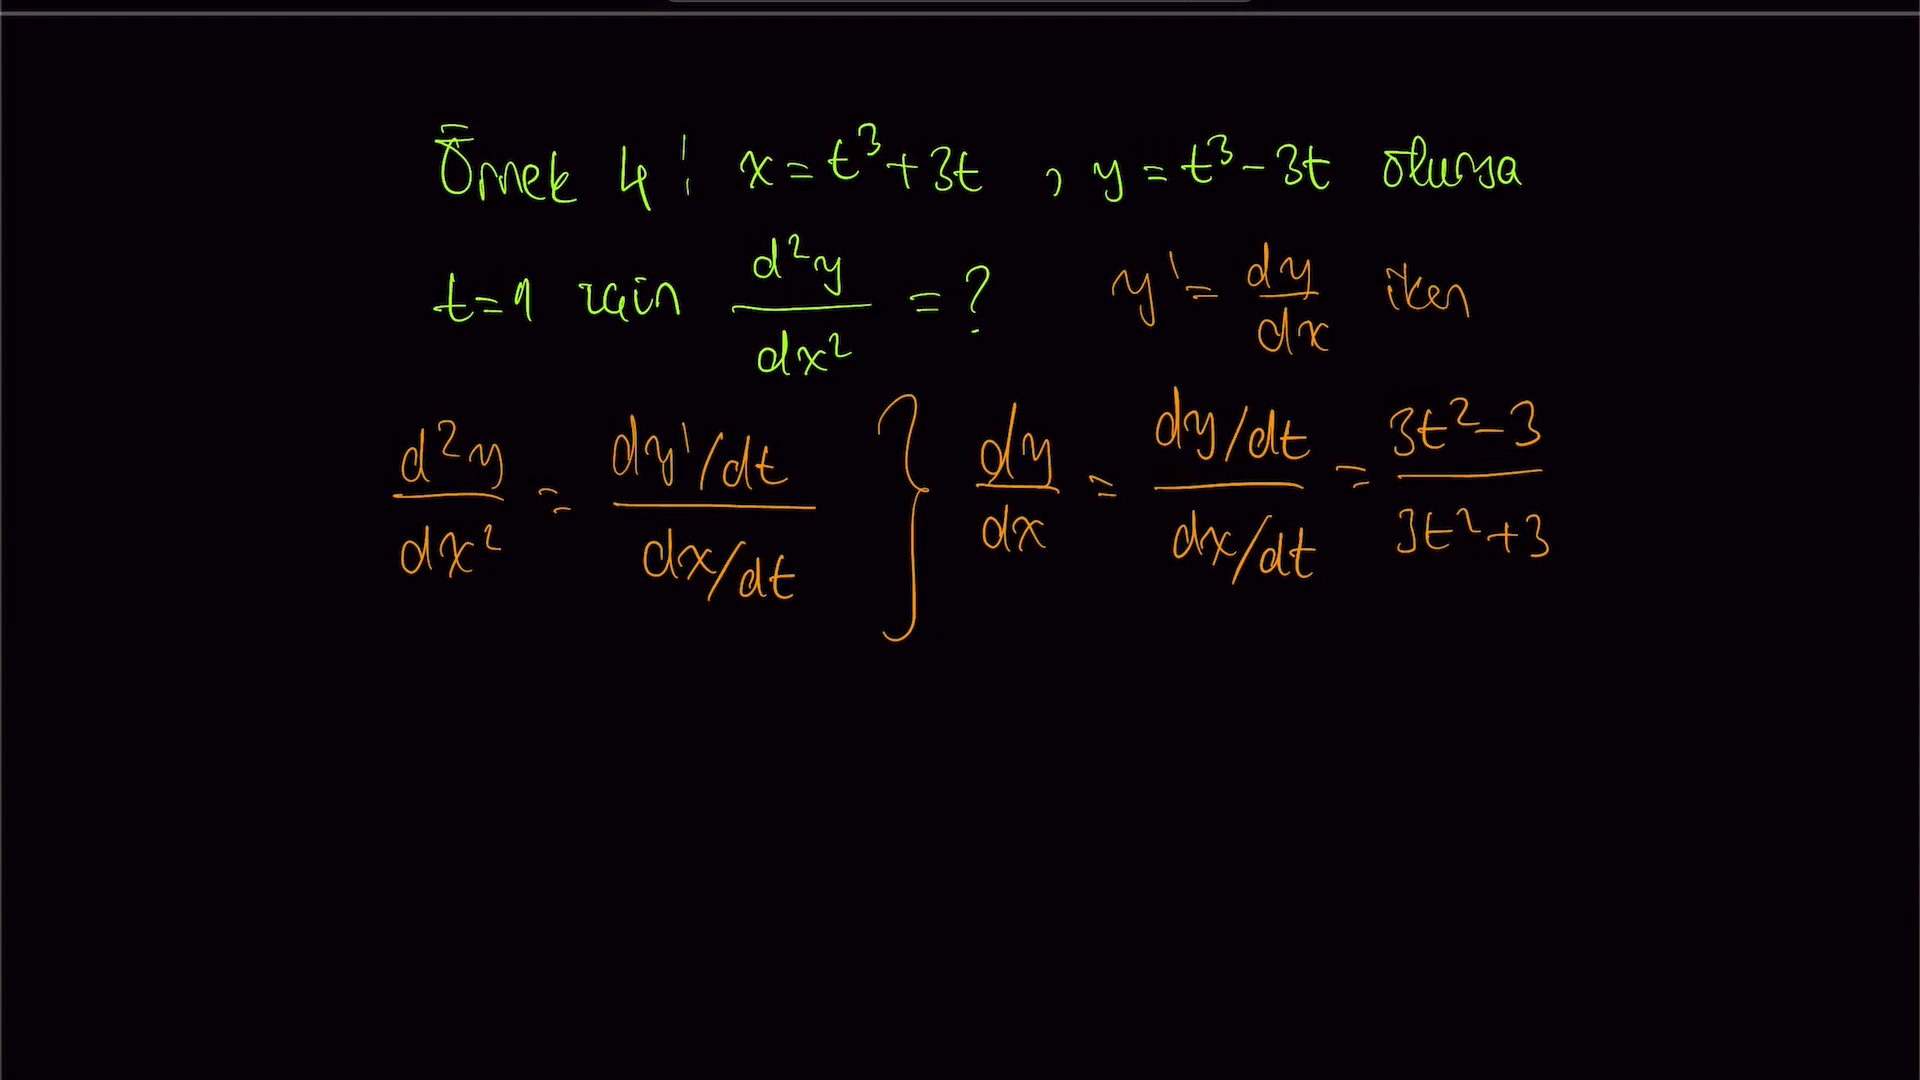 Örnek 4: x = t³ + 3t , y = t³ - 3t olursa
t = 1 için d²y/dx² = ? y' = dy/dx iken
d²y/dx² = (dy'/dt)/(dx/dt) } dy/dx = (dy/dt)/(dx/dt) = (3t² - 3)/(3t² + 3)